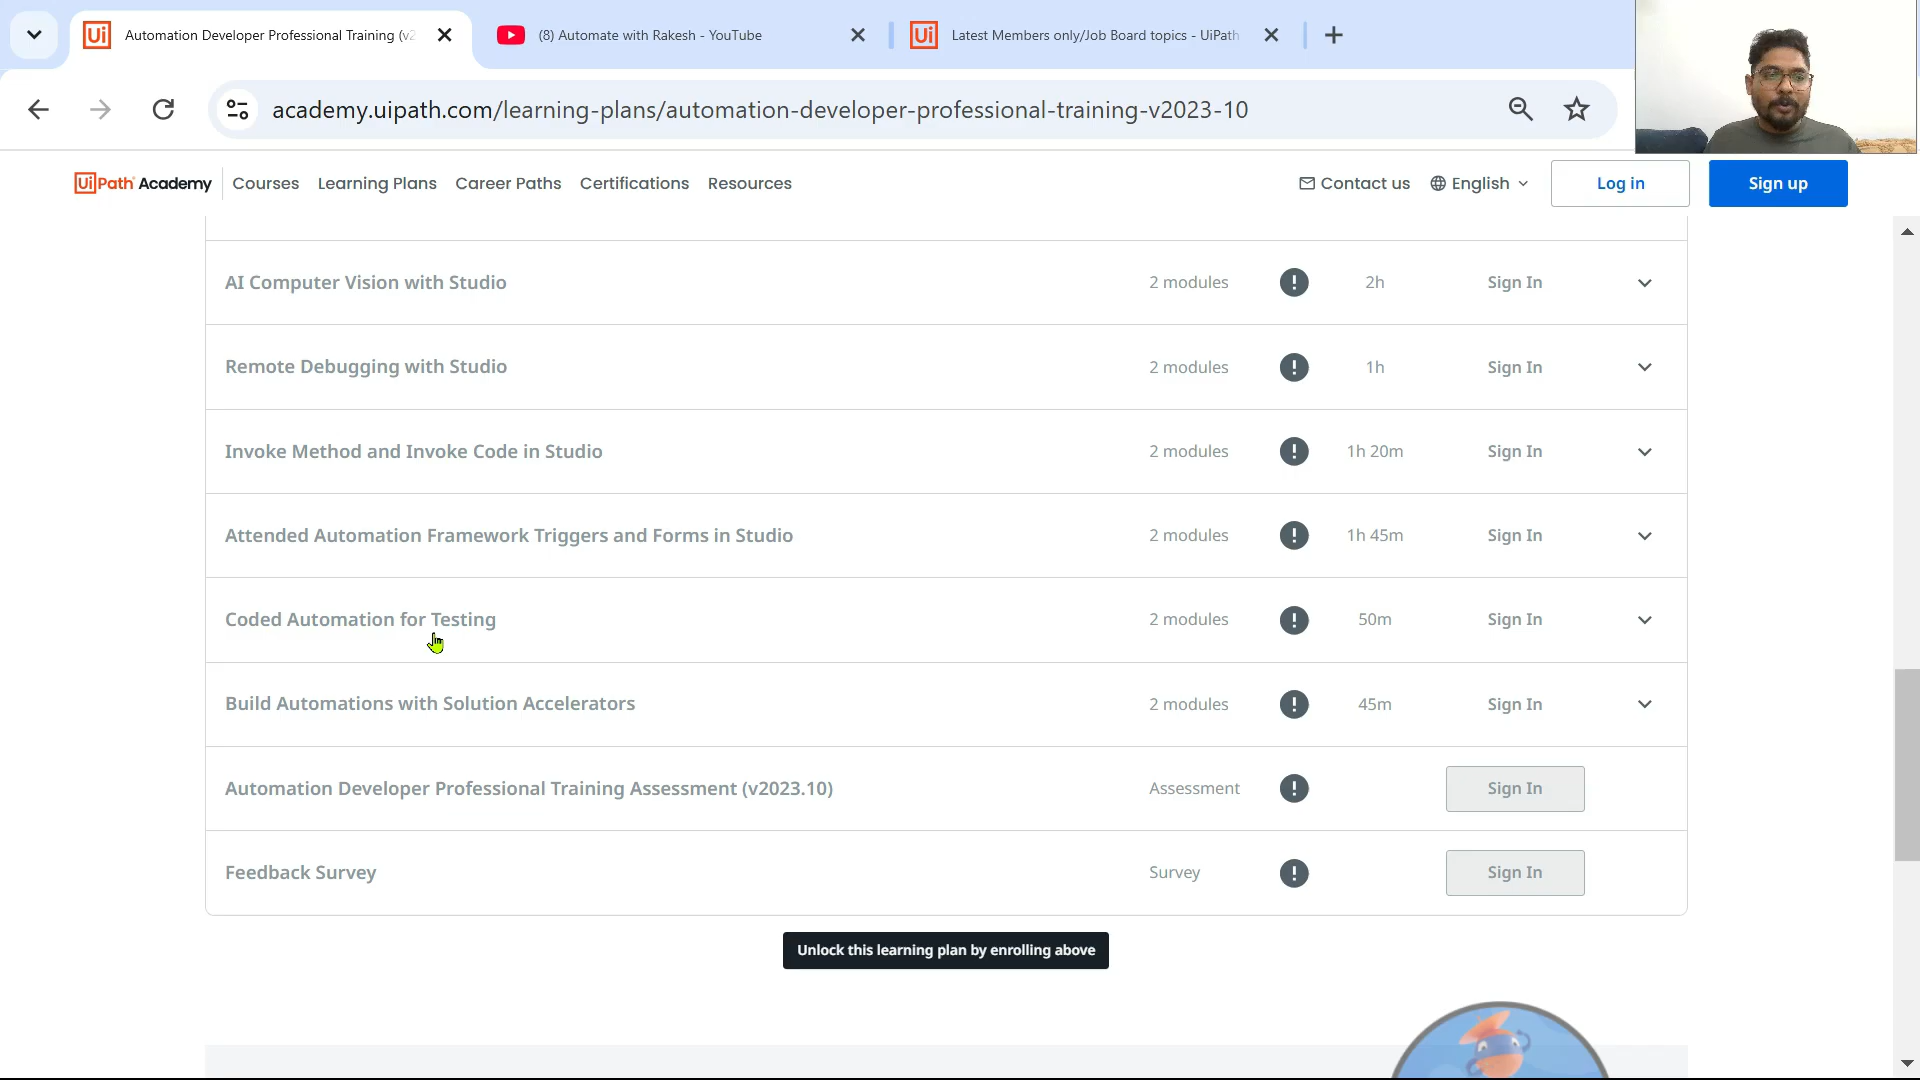 Ui Automation Developer Professional Training (v2
(8) Automate with Rakesh - YouTube
Ui Latest Members only/Job Board topics - UiPath
academy.uipath.com/learning-plans/automation-developer-professional-training-v2023-10
UiPath Academy Courses Learning Plans Career Paths Certifications Resources Contact us English Log in Sign up
AI Computer Vision with Studio 2 modules ! 2h Sign In
Remote Debugging with Studio 2 modules ! 1h Sign In
Invoke Method and Invoke Code in Studio 2 modules ! 1h 20m Sign In
Attended Automation Framework Triggers and Forms in Studio 2 modules ! 1h 45m Sign In
Coded Automation for Testing 2 modules ! 50m Sign In
Build Automations with Solution Accelerators 2 modules ! 45m Sign In
Automation Developer Professional Training Assessment (v2023.10) Assessment ! Sign In
Feedback Survey Survey ! Sign In
Unlock this learning plan by enrolling above